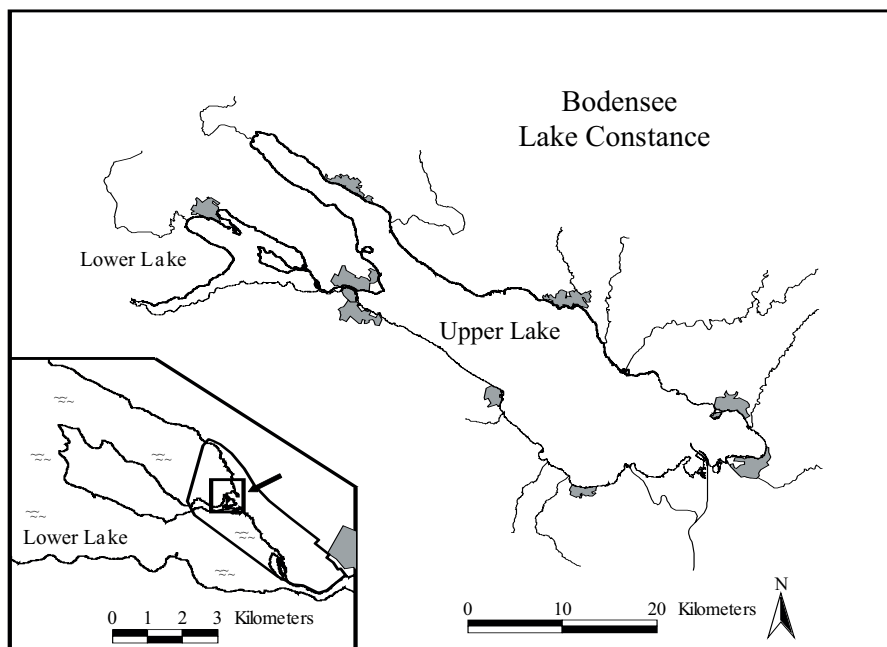 Bodensee
Lake Constance
Lower Lake
Upper Lake
Lower Lake
0 1 2 3 Kilometers
0 10 20 Kilometers
N